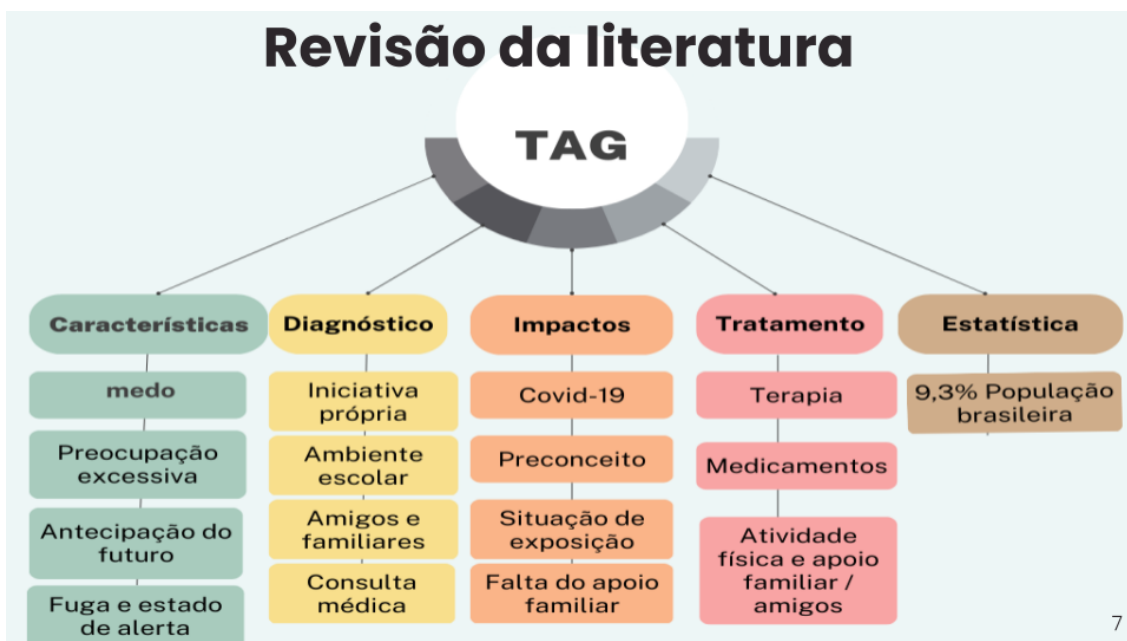 Revisão da literatura
TAG
Características
medo
Preocupação
excessiva
Antecipação do
futuro
Fuga e estado
de alerta
Diagnóstico
Iniciativa
própria
Ambiente
escolar
Amigos e
familiares
Consulta
médica
Impactos
Covid-19
Preconceito
Situação de
exposição
Falta do apoio
familiar
Tratamento
Terapia
Medicamentos
Atividade
física e apoio
familiar /
amigos
Estatística
9,3% População
brasileira
7